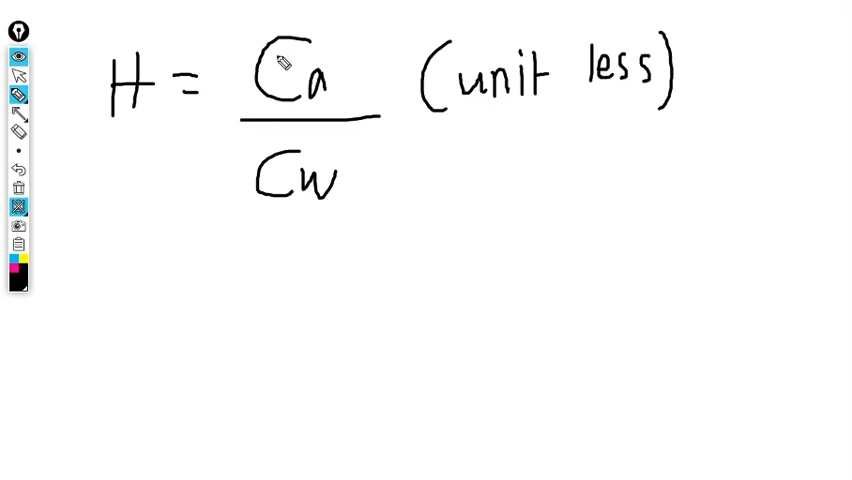 H = Ca (unit less)
Cw